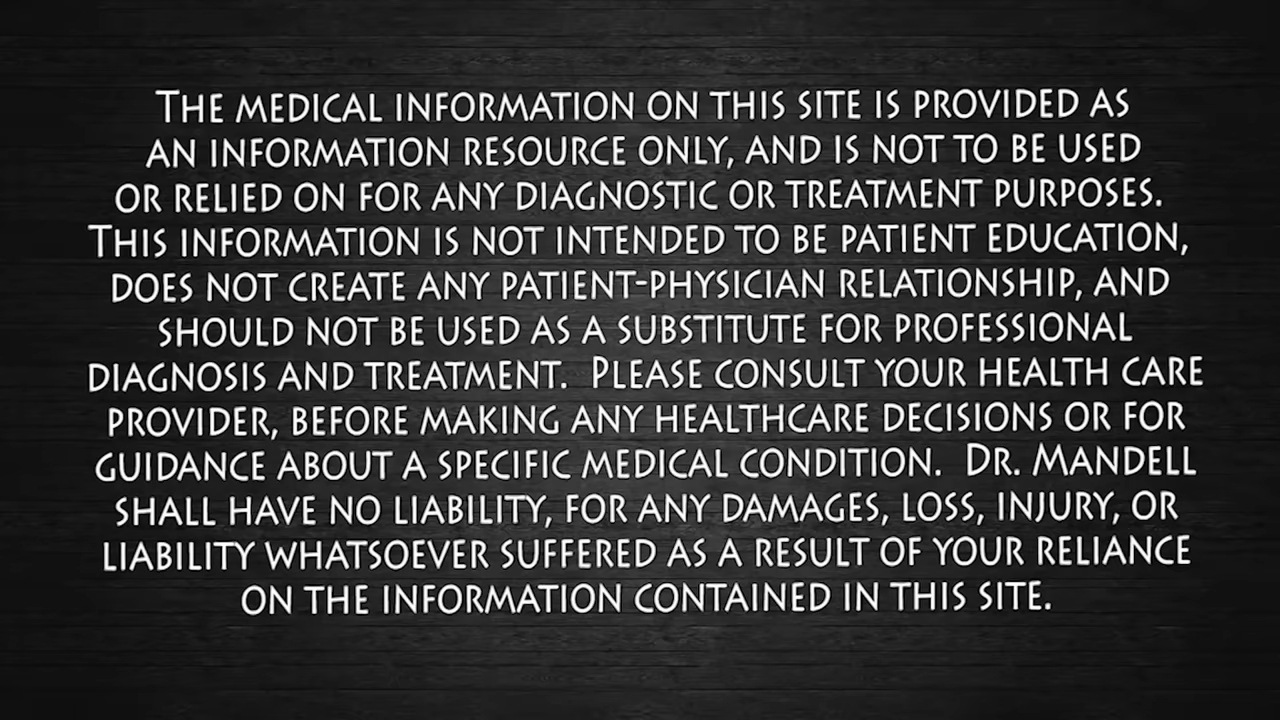 The medical information on this site is provided as
an information resource only, and is not to be used
or relied on for any diagnostic or treatment purposes.
This information is not intended to be patient education,
does not create any patient-physician relationship, and
should not be used as a substitute for professional
diagnosis and treatment.  Please consult your health care
provider, before making any healthcare decisions or for
guidance about a specific medical condition.  Dr. Mandell
shall have no liability, for any damages, loss, injury, or
liability whatsoever suffered as a result of your reliance
on the information contained in this site.